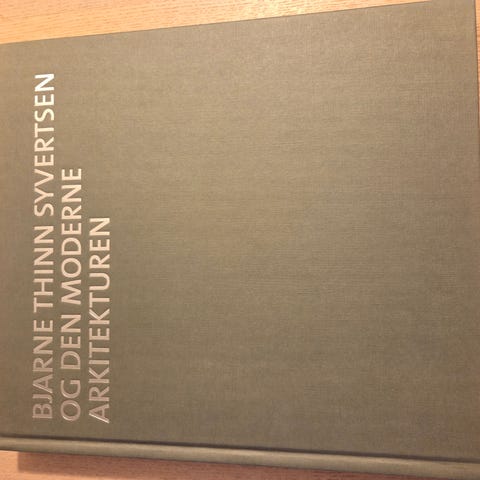 BJARNE THINN SYVERTSEN
OG DEN MODERNE
ARKITEKTUREN